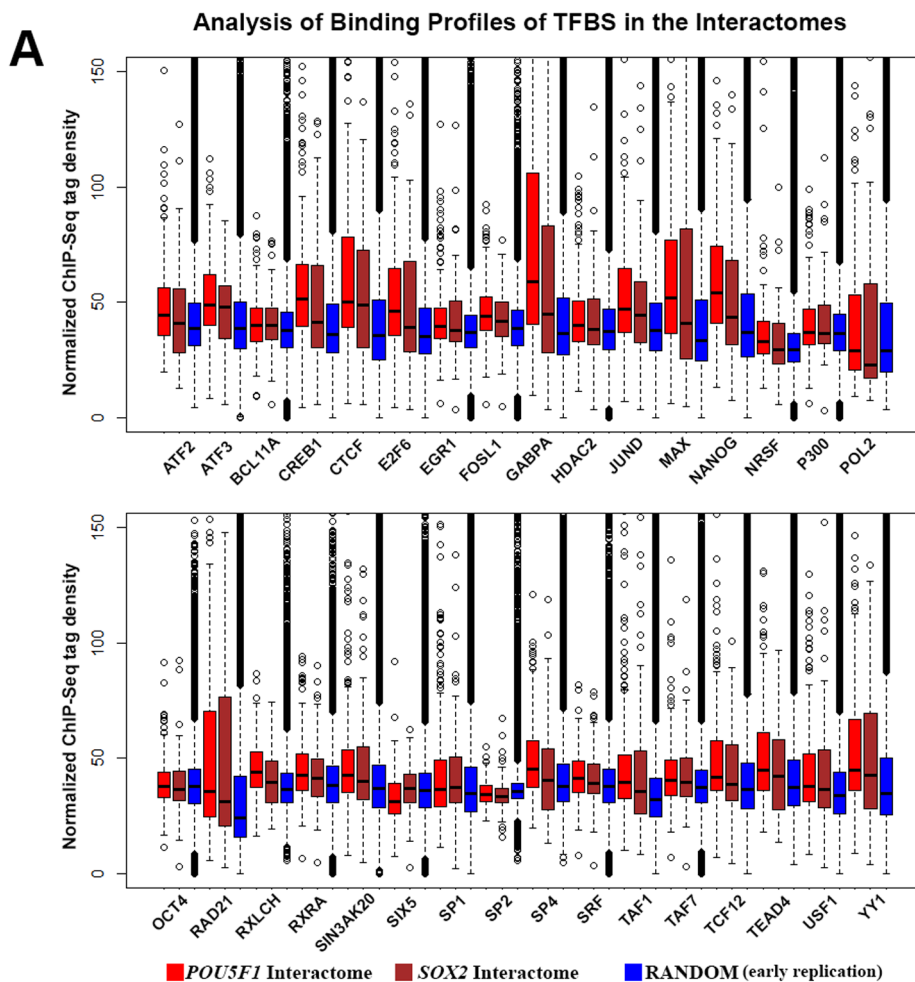 Analysis of Binding Profiles of TFBS in the Interactomes
A
Normalized ChIP-Seq tag density
150
100
50
0
ATF2 ATF3 BCL11A CREB1 CTCF E2F6 EGR1 FOSL1 GABPA HDAC2 JUND MAX NANOG NRSF P300 POL2
Normalized ChIP-Seq tag density
150
100
50
0
OCT4 RAD21 RXLCH RXRA SIN3AK20 SIX5 SP1 SP2 SP4 SRF TAF1 TAF7 TCF12 TEAD4 USF1 YY1
POU5F1 Interactome SOX2 Interactome RANDOM (early replication)